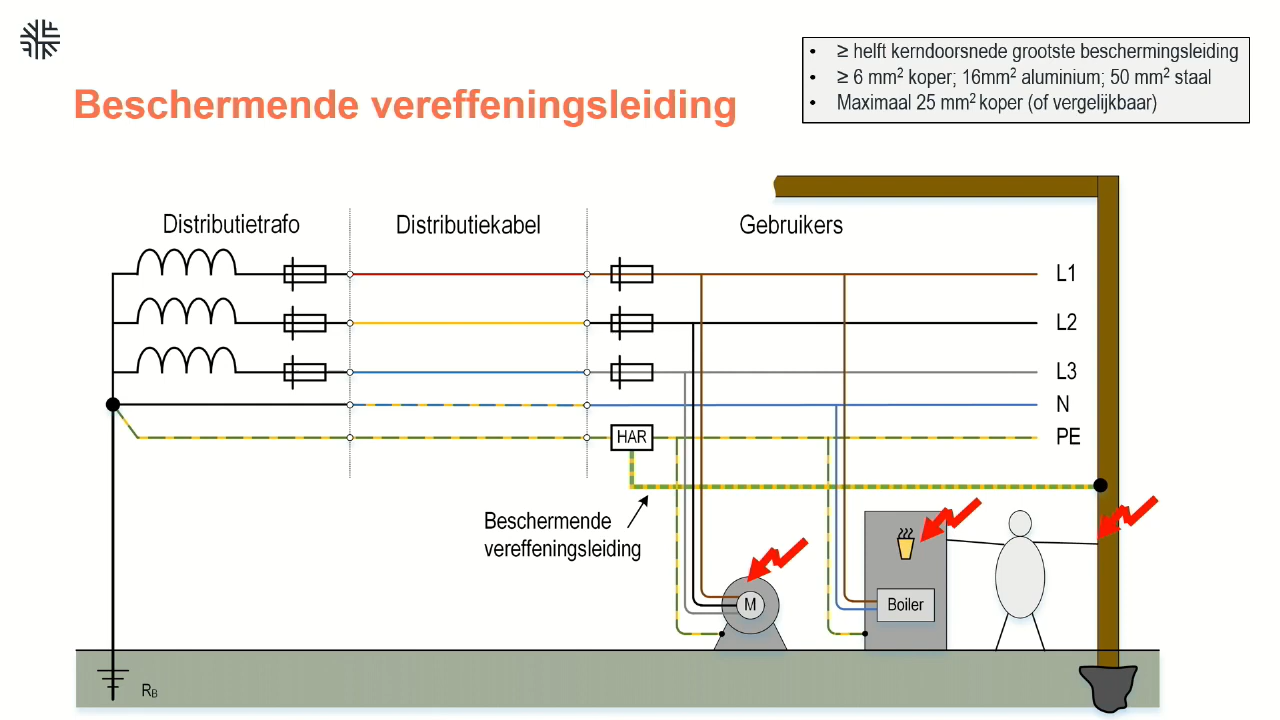 • ≥ helft kerndoorsnede grootste beschermingsleiding
• ≥ 6 mm² koper; 16mm² aluminium; 50 mm² staal
• Maximaal 25 mm² koper (of vergelijkbaar)
Beschermende vereffeningsleiding
Distributietrafo
Distributiekabel
Gebruikers
L1
L2
L3
N
HAR
PE
Beschermende
vereffeningsleiding
M
Boiler
R_B